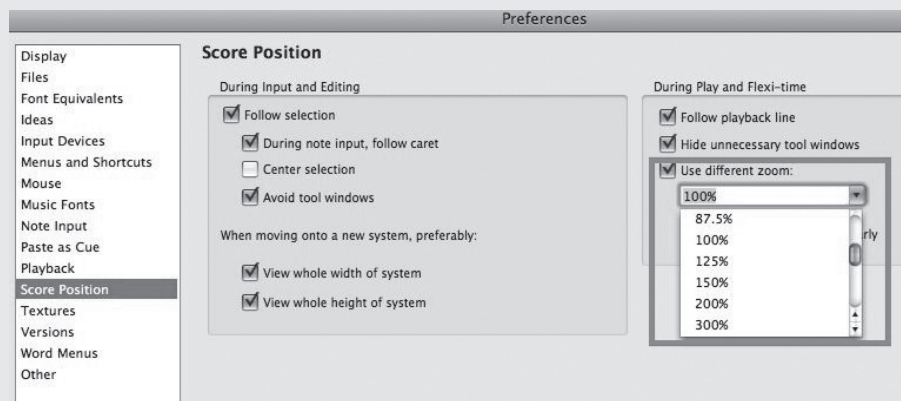 Preferences
Display
Files
Font Equivalents
Ideas
Input Devices
Menus and Shortcuts
Mouse
Music Fonts
Note Input
Paste as Cue
Playback
Score Position
Textures
Versions
Word Menus
Other
Score Position
During Input and Editing
Follow selection
During note input, follow caret
Center selection
Avoid tool windows
When moving onto a new system, preferably:
View whole width of system
View whole height of system
During Play and Flexi-time
Follow playback line
Hide unnecessary tool windows
Use different zoom:
100%
87.5%
100%
125%
150%
200%
300%